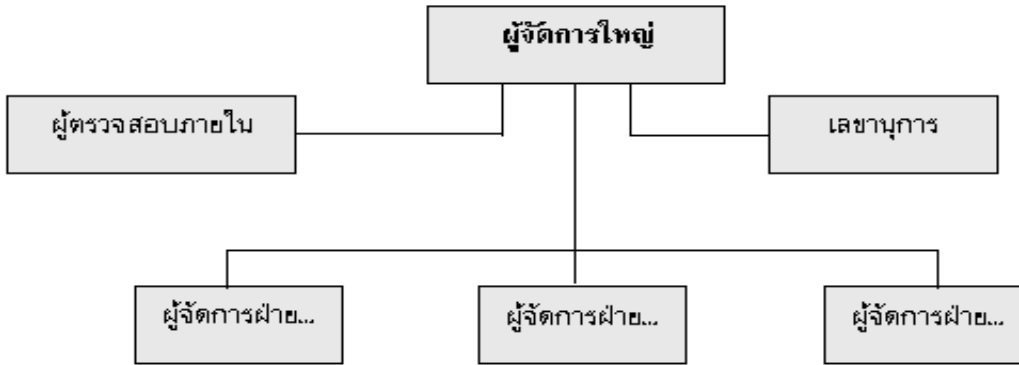 ผู้จัดการใหญ่
ผู้ตรวจสอบภายใน
เลขานุการ
ผู้จัดการฝ่าย...
ผู้จัดการฝ่าย...
ผู้จัดการฝ่าย...